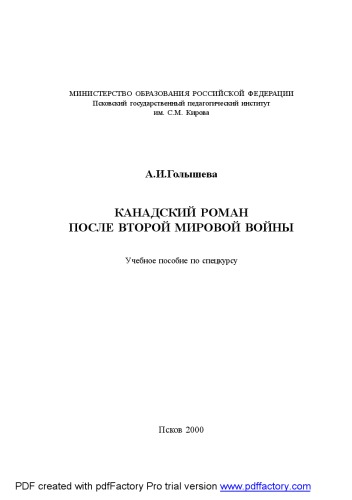 МИНИСТЕРСТВО ОБРАЗОВАНИЯ РОССИЙСКОЙ ФЕДЕРАЦИИ
Псковский государственный педагогический институт
им. С.М. Кирова
А.И.Голышева
КАНАДСКИЙ РОМАН
ПОСЛЕ ВТОРОЙ МИРОВОЙ ВОЙНЫ
Учебное пособие по спецкурсу
Псков 2000
PDF created with pdfFactory Pro trial version www.pdffactory.com